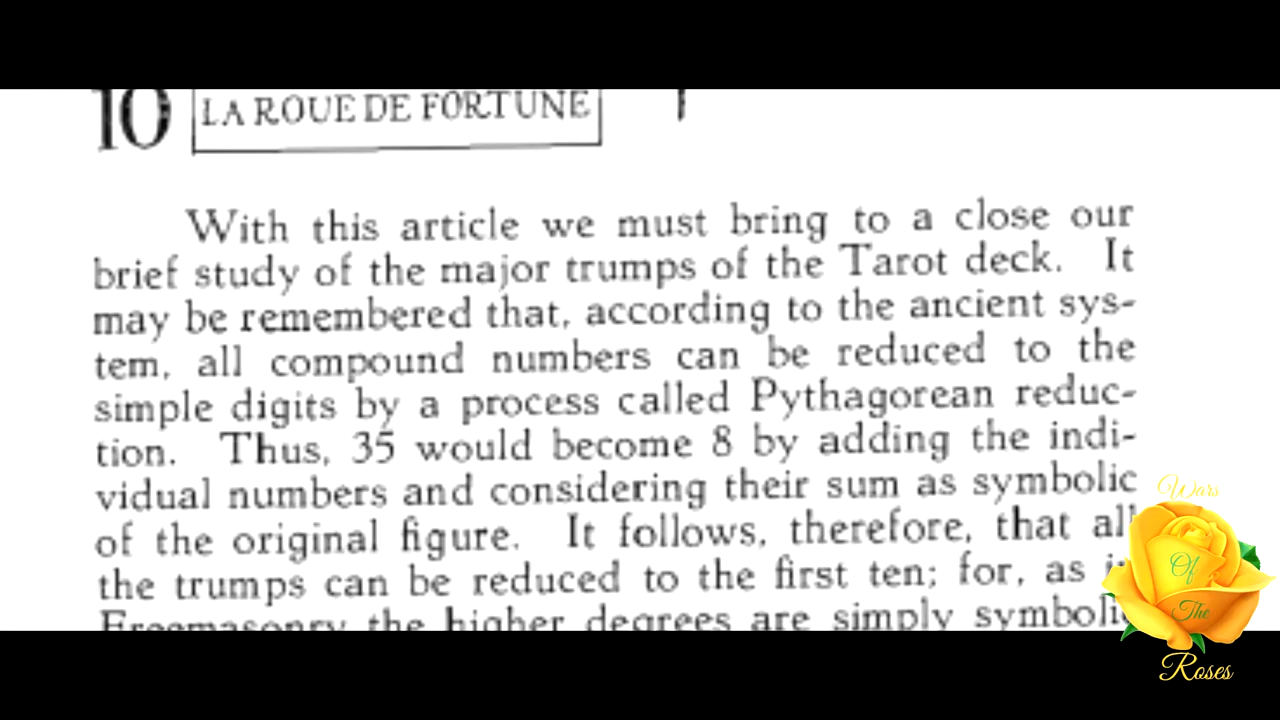 10 LA ROUE DE FORTUNE
With this article we must bring to a close our
brief study of the major trumps of the Tarot deck. It
may be remembered that, according to the ancient sys-
tem, all compound numbers can be reduced to the
simple digits by a process called Pythagorean reduc-
tion. Thus, 35 would become 8 by adding the indi-
vidual numbers and considering their sum as symbolic
of the original figure. It follows, therefore, that all
the trumps can be reduced to the first ten; for, as
Freemasonry the higher degrees are simply symbolic
Wars
Of
The
Roses